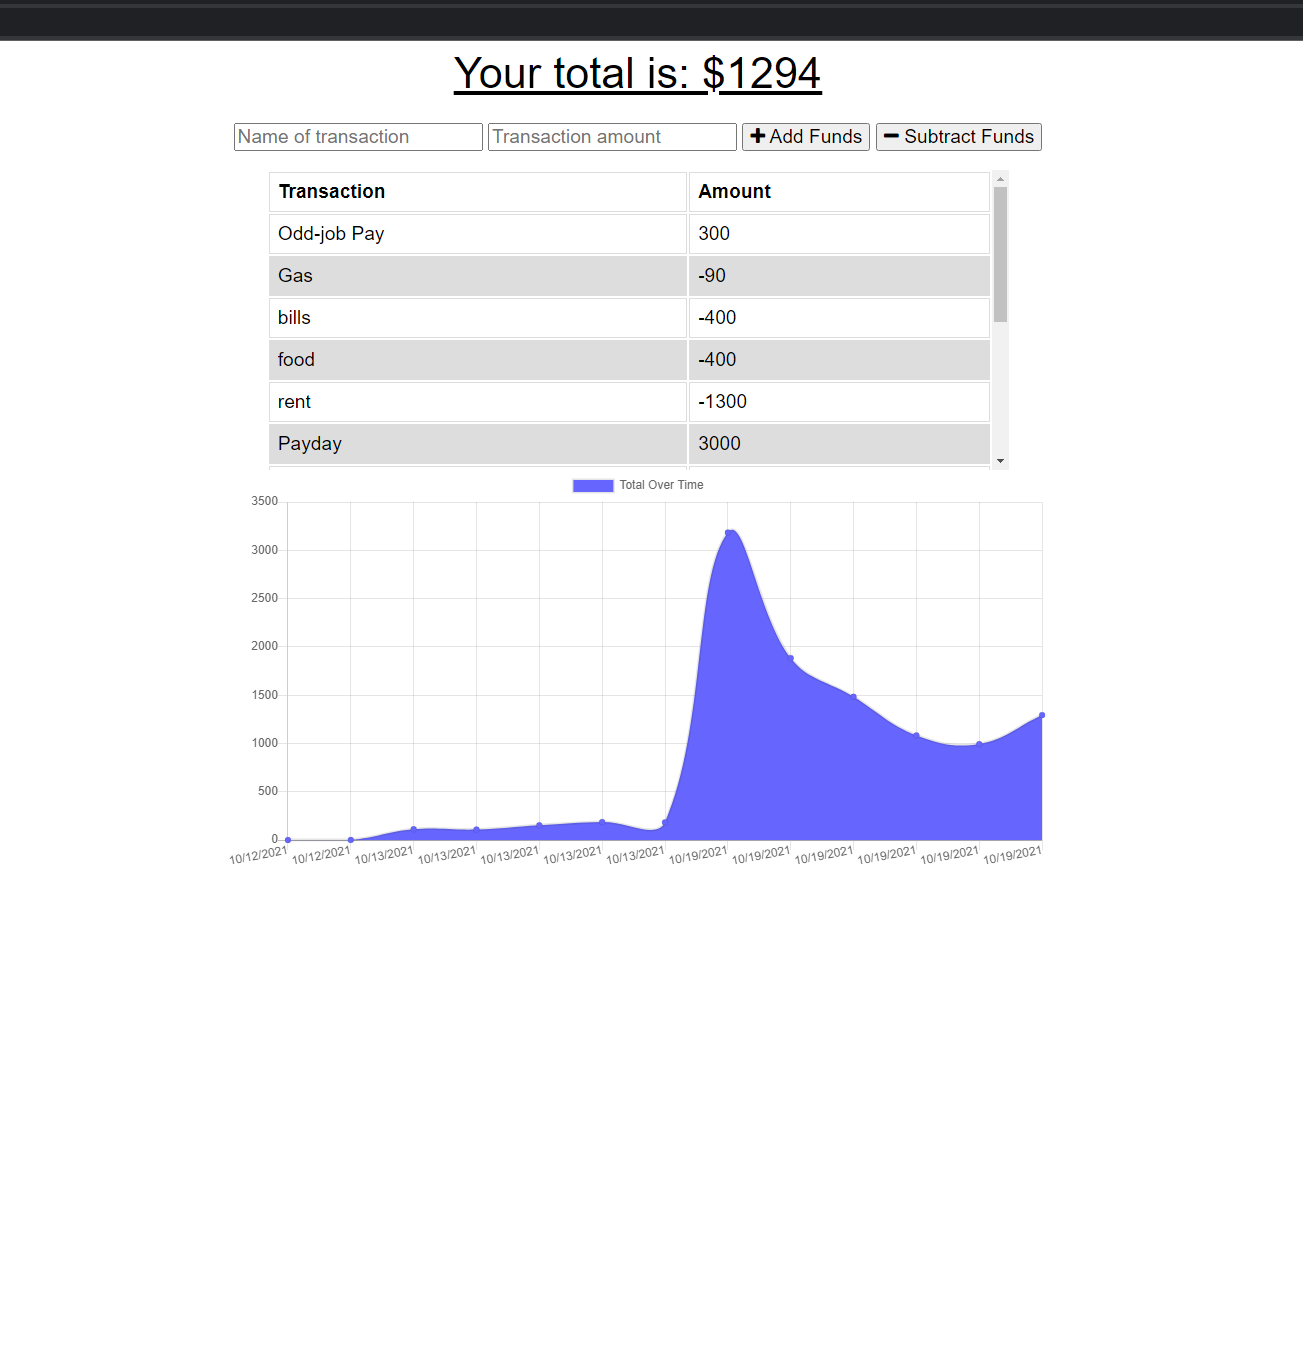 Your total is: $1294
Name of transaction Transaction amount Add Funds Subtract Funds
Transaction Amount
Odd-job Pay 300
Gas -90
bills -400
food -400
rent -1300
Payday 3000
Total Over Time
3500
3000
2500
2000
1500
1000
500
0
10/12/2021 10/12/2021 10/13/2021 10/13/2021 10/13/2021 10/13/2021 10/13/2021 10/19/2021 10/19/2021 10/19/2021 10/19/2021 10/19/2021 10/19/2021